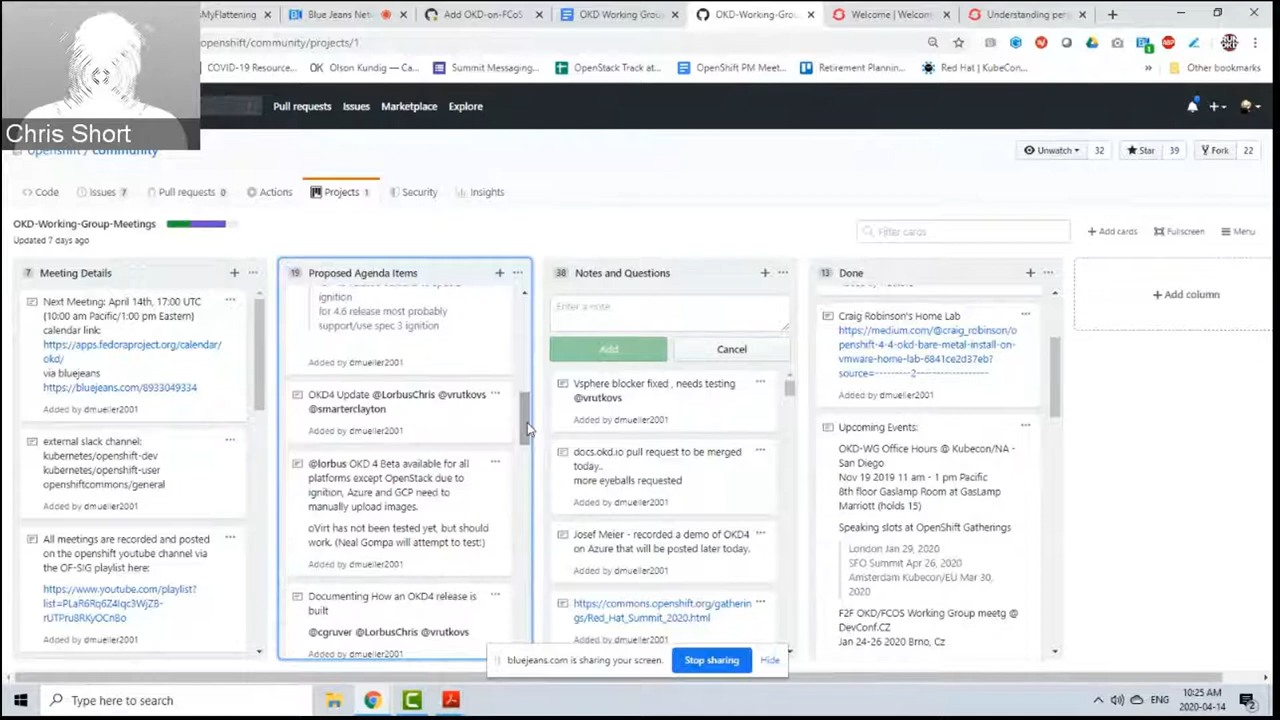 MyFlattening
Blue Jeans Net
Add OKD-on-FCoS
OKD Working Grou
OKD-Working-Gro
Welcome | Welcom
Understanding per
openshift/community/projects/1
COVID-19 Resource...
OK Olson Kundig — Ca...
Summit Messaging...
OpenStack Track at...
OpenShift PM Meet...
Retirement Plannin...
Red Hat | KubeCon...
»
Other bookmarks
Chris Short
Pull requests
Issues
Marketplace
Explore
openshift / community
Unwatch 32
Star 39
Fork 22
Code
Issues 7
Pull requests 0
Actions
Projects 1
Security
Insights
OKD-Working-Group-Meetings
Updated 7 days ago
Filter cards
+ Add cards
Fullscreen
Menu
7 Meeting Details
Next Meeting: April 14th, 17:00 UTC
(10:00 am Pacific/1:00 pm Eastern)
calendar link:
https://apps.fedoraproject.org/calendar/
okd/
via bluejeans
https://bluejeans.com/8933049334
Added by dmueller2001
external slack channel:
kubernetes/openshift-dev
kubernetes/openshift-user
openshiftcommons/general
Added by dmueller2001
All meetings are recorded and posted
on the openshift youtube channel via
the OF-SIG playlist here:
https://www.youtube.com/playlist?
Added by dmueller2001
19 Proposed Agenda Items
ignition
for 4.6 release most probably
support/use spec 3 ignition
Added by dmueller2001
OKD4 Update @LorbusChris @vrutkovs
@smarterclayton
Added by dmueller2001
@lorbus OKD 4 Beta available for all
platforms except OpenStack due to
ignition, Azure and GCP need to
manually upload images.
oVirt has not been tested yet, but should
work. (Neal Gompa will attempt to test!)
Added by dmueller2001
Documenting How an OKD4 release is
built
@cgruver @LorbusChris @vrutkovs
Added by dmueller2001
38 Notes and Questions
Enter a note
Add
Cancel
Vsphere blocker fixed , needs testing
@vrutkovs
Added by dmueller2001
docs.okd.io pull request to be merged
today..
more eyeballs requested
Added by dmueller2001
Josef Meier - recorded a demo of OKD4
on Azure that will be posted later today.
Added by dmueller2001
https://commons.openshift.org/gatherin
gs/Red_Hat_Summit_2020.html
Added by dmueller2001
13 Done
Craig Robinson's Home Lab
https://medium.com/@craig_robinson/o
penshift-4-4-okd-bare-metal-install-on-
vmware-home-lab-6841ce2d37eb?
source=---------2------------------
Added by dmueller2001
Upcoming Events:
OKD-WG Office Hours @ Kubecon/NA -
San Diego
Nov 19 2019 11 am - 1 pm Pacific
8th floor Gaslamp Room at GasLamp
Marriott (holds 15)
Speaking slots at OpenShift Gatherings
London Jan 29, 2020
SFO Summit Apr 26, 2020
Amsterdam Kubecon/EU Mar 30,
2020
F2F OKD/FCOS Working Group meetg @
DevConf.CZ
Jan 24-26 2020 Brno, Cz
+ Add column
bluejeans.com is sharing your screen.
Stop sharing
Hide
Type here to search
ENG
10:25 AM
2020-04-14
2